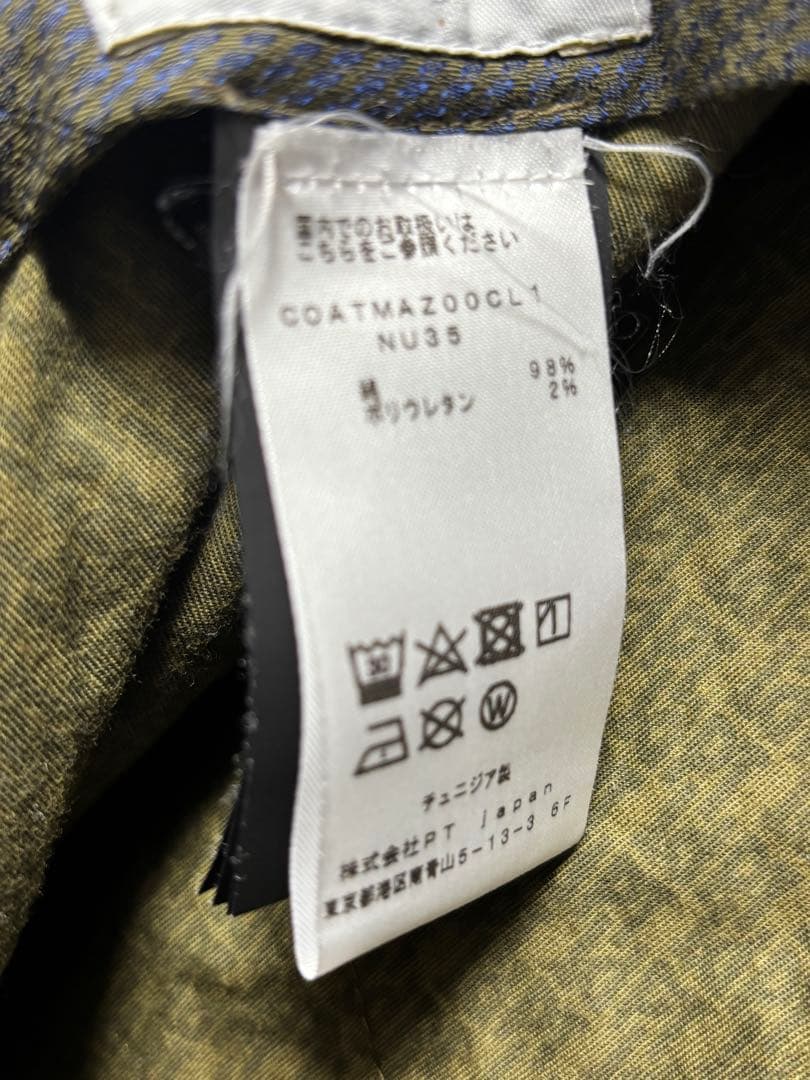 国内でのお取扱いは
こちらをご参照ください
COATMAZ00CL1
NU35
綿 98%
ポリウレタン 2%
30
W
チュニジア製
株式会社PT japan
東京都港区南青山5-13-3 6F